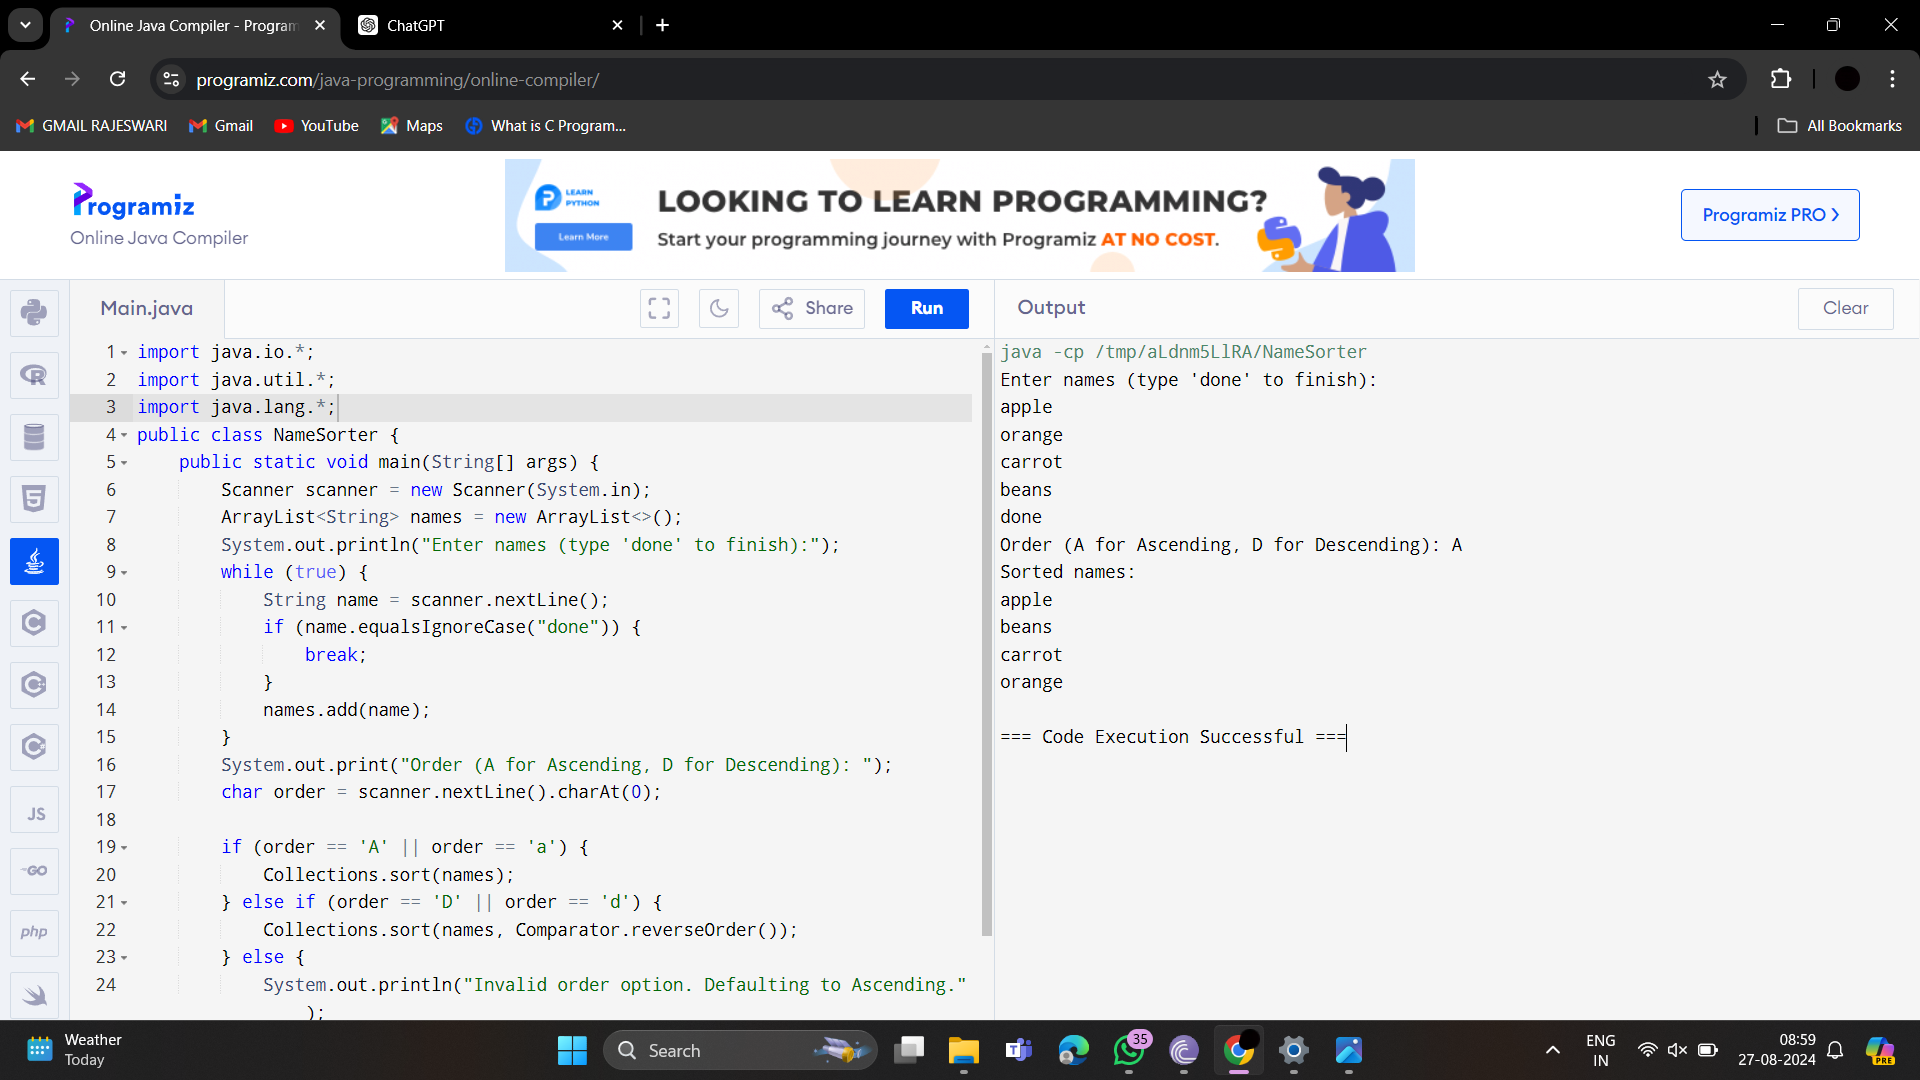 Online Java Compiler - Program
ChatGPT
programiz.com/java-programming/online-compiler/
GMAIL RAJESWARI
Gmail
YouTube
Maps
What is C Program...
All Bookmarks
Programiz
Online Java Compiler
LEARN
PYTHON
Learn More
LOOKING TO LEARN PROGRAMMING?
Start your programming journey with Programiz AT NO COST.
Programiz PRO >
Main.java
Share
Run
Output
Clear
1 import java.io.*;
2 import java.util.*;
3 import java.lang.*;
4 public class NameSorter {
5 public static void main(String[] args) {
6 Scanner scanner = new Scanner(System.in);
7 ArrayList<String> names = new ArrayList<>();
8 System.out.println("Enter names (type 'done' to finish):");
9 while (true) {
10 String name = scanner.nextLine();
11 if (name.equalsIgnoreCase("done")) {
12 break;
13 }
14 names.add(name);
15 }
16 System.out.print("Order (A for Ascending, D for Descending): ");
17 char order = scanner.nextLine().charAt(0);
18
19 if (order == 'A' || order == 'a') {
20 Collections.sort(names);
21 } else if (order == 'D' || order == 'd') {
22 Collections.sort(names, Comparator.reverseOrder());
23 } else {
24 System.out.println("Invalid order option. Defaulting to Ascending."
);
java -cp /tmp/aLdnm5LlRA/NameSorter
Enter names (type 'done' to finish):
apple
orange
carrot
beans
done
Order (A for Ascending, D for Descending): A
Sorted names:
apple
beans
carrot
orange
=== Code Execution Successful ===
JS
GO
php
Weather
Today
Search
35
ENG
IN
08:59
27-08-2024
PRE